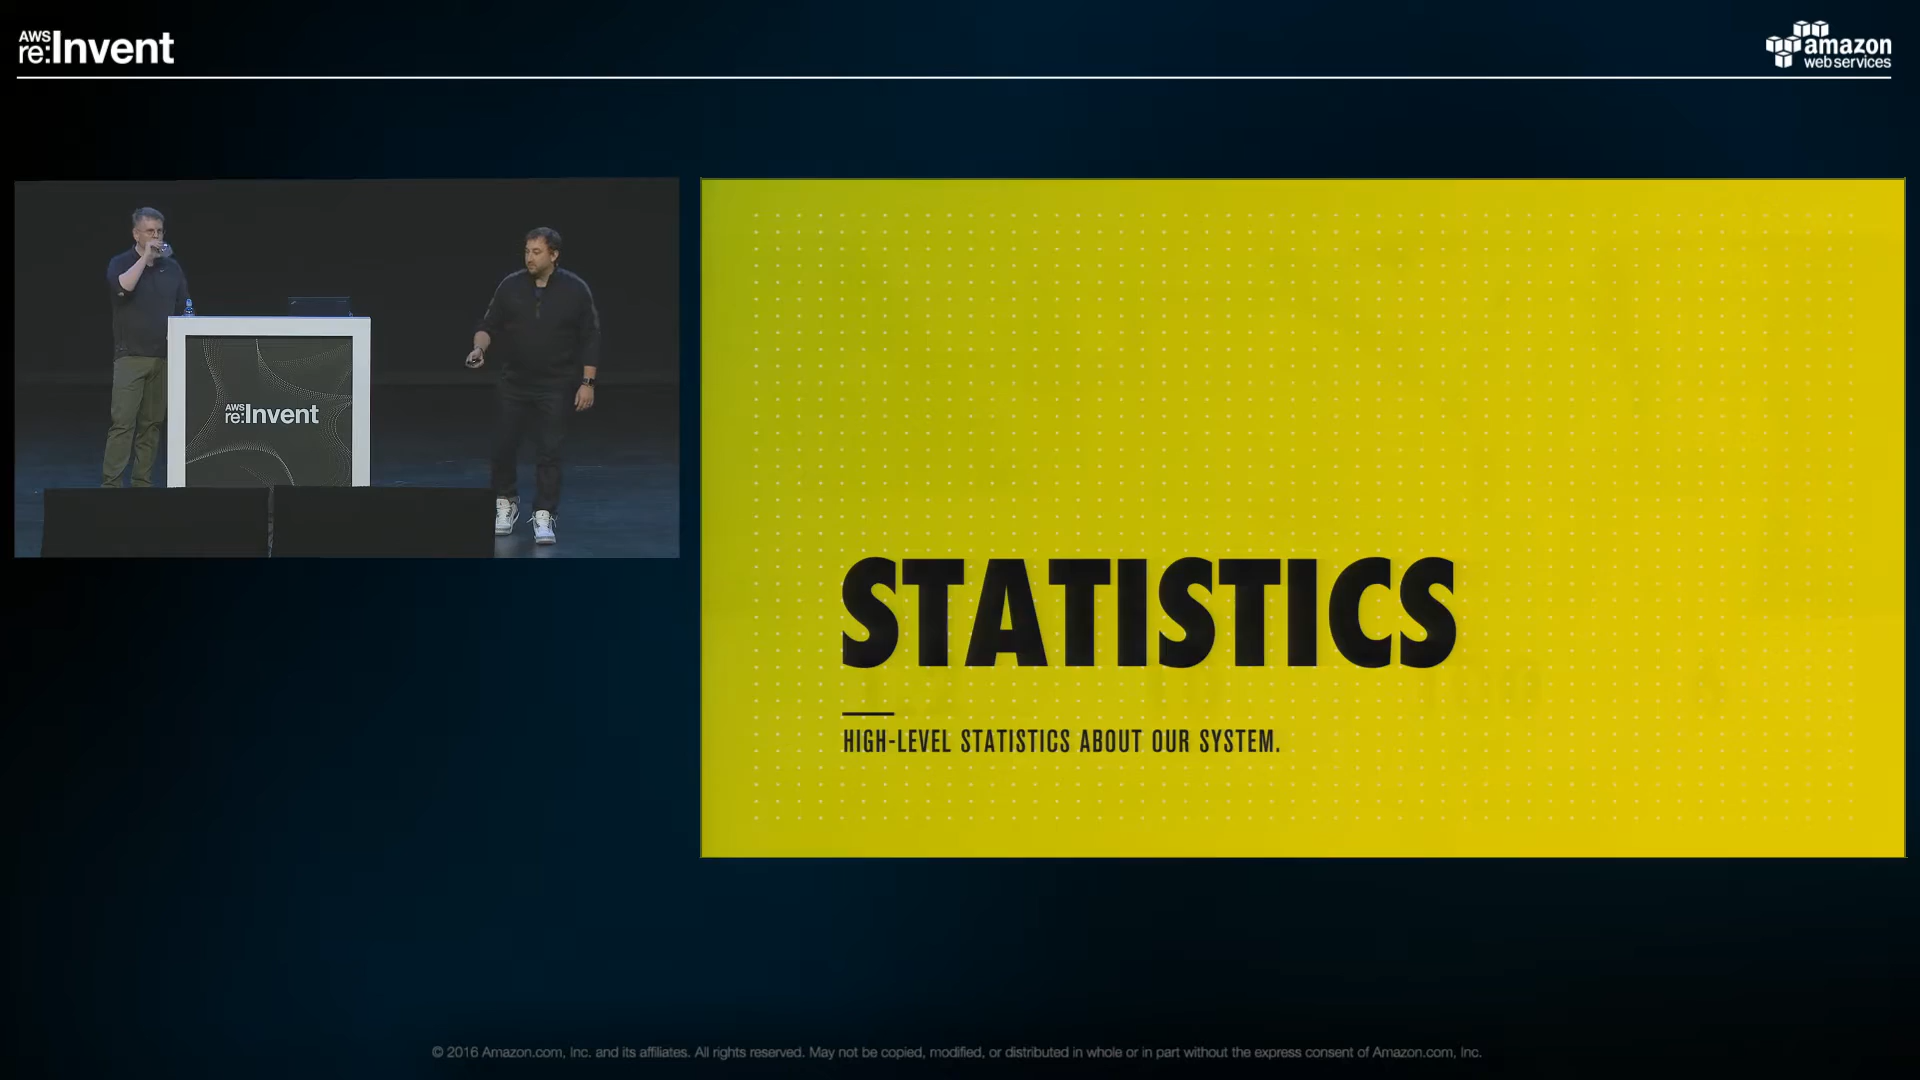 AWS
re:Invent
amazon
web services
AWS
re:Invent
STATISTICS
HIGH-LEVEL STATISTICS ABOUT OUR SYSTEM.
© 2016 Amazon.com, Inc. and its affiliates. All rights reserved. May not be copied, modified, or distributed in whole or in part without the express consent of Amazon.com, Inc.